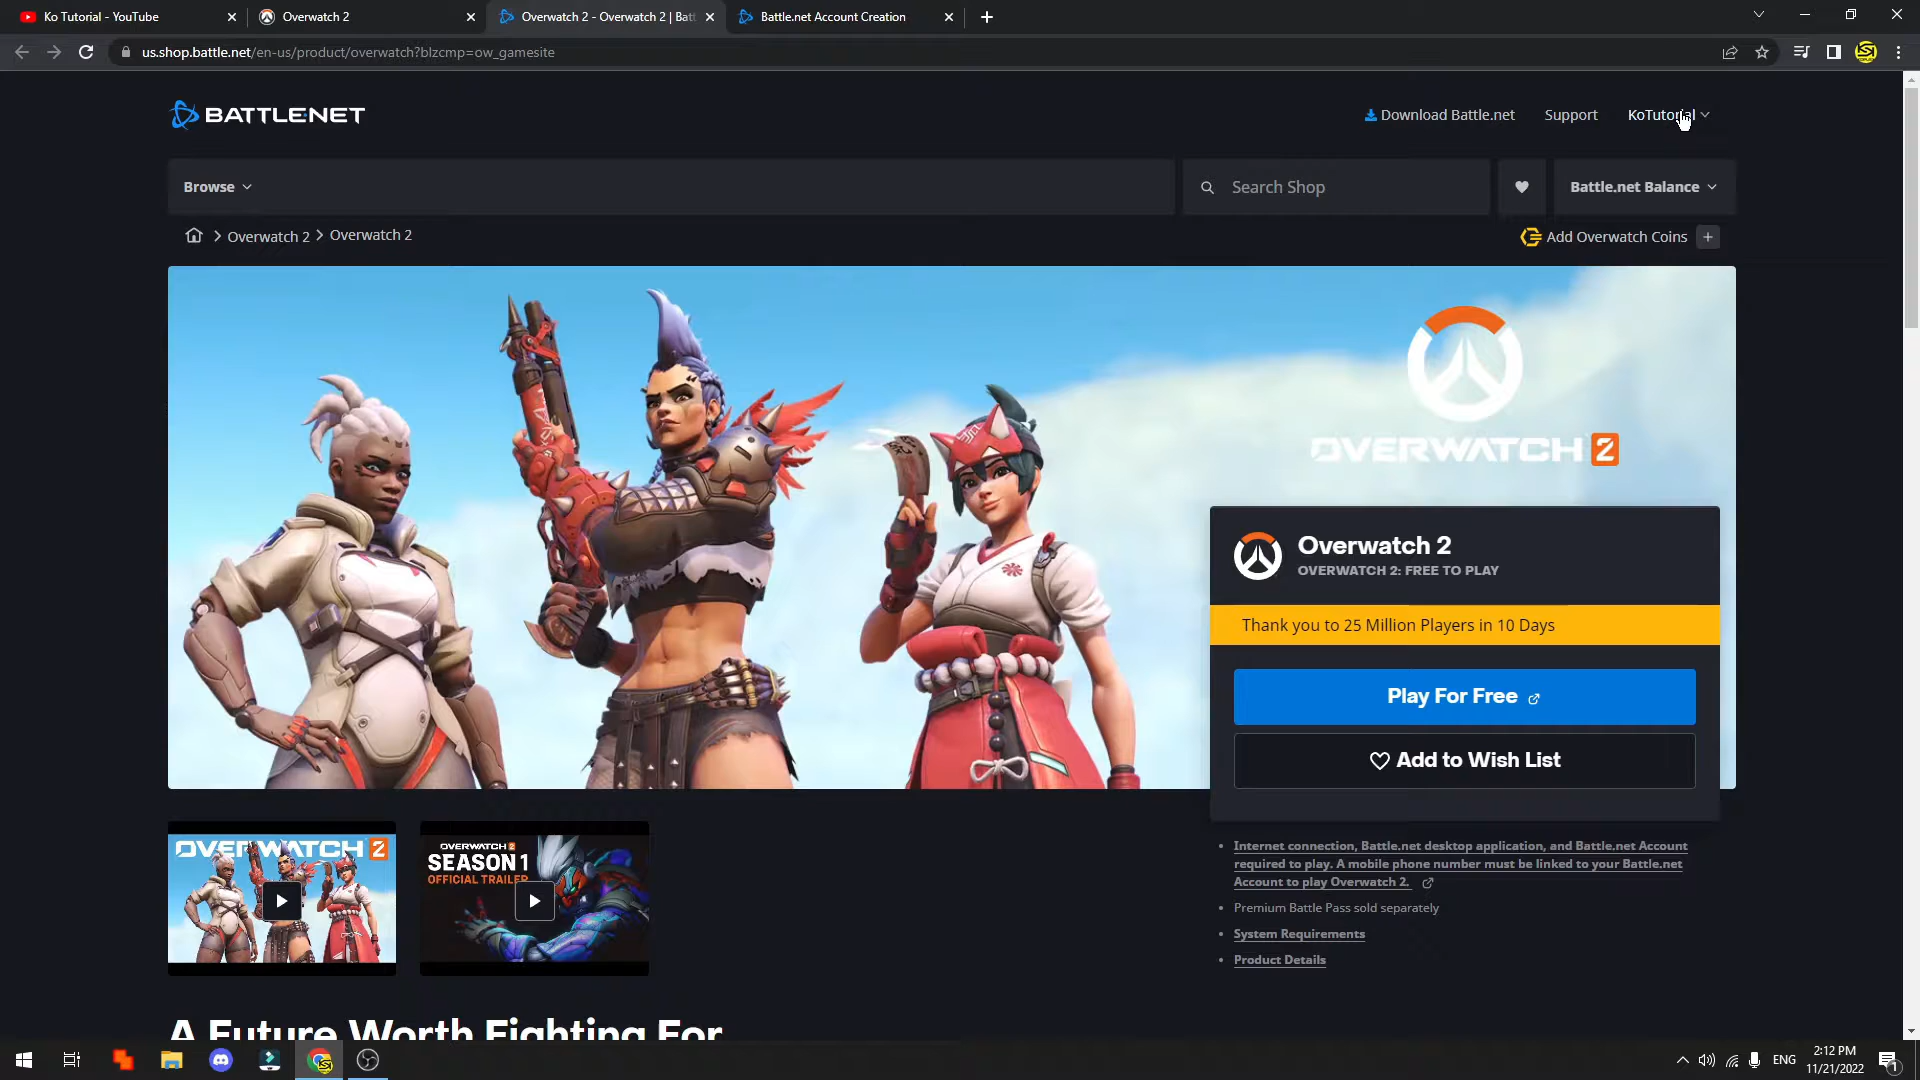 Ko Tutorial - YouTube
Overwatch 2
Overwatch 2 - Overwatch 2 | Batt
Battle.net Account Creation
us.shop.battle.net/en-us/product/overwatch?blzcmp=ow_gamesite
BATTLE.NET
Download Battle.net
Support
KoTutorial
Browse
Search Shop
Battle.net Balance
Overwatch 2
Overwatch 2
Add Overwatch Coins
OVERWATCH 2
Overwatch 2
OVERWATCH 2: FREE TO PLAY
Thank you to 25 Million Players in 10 Days
Play For Free
Add to Wish List
OVERWATCH 2
OVERWATCH 2
SEASON 1
OFFICIAL TRAILER
Internet connection, Battle.net desktop application, and Battle.net Account
required to play. A mobile phone number must be linked to your Battle.net
Account to play Overwatch 2.
Premium Battle Pass sold separately
System Requirements
Product Details
A Future Worth Fighting For
ENG
2:12 PM
11/21/2022
1